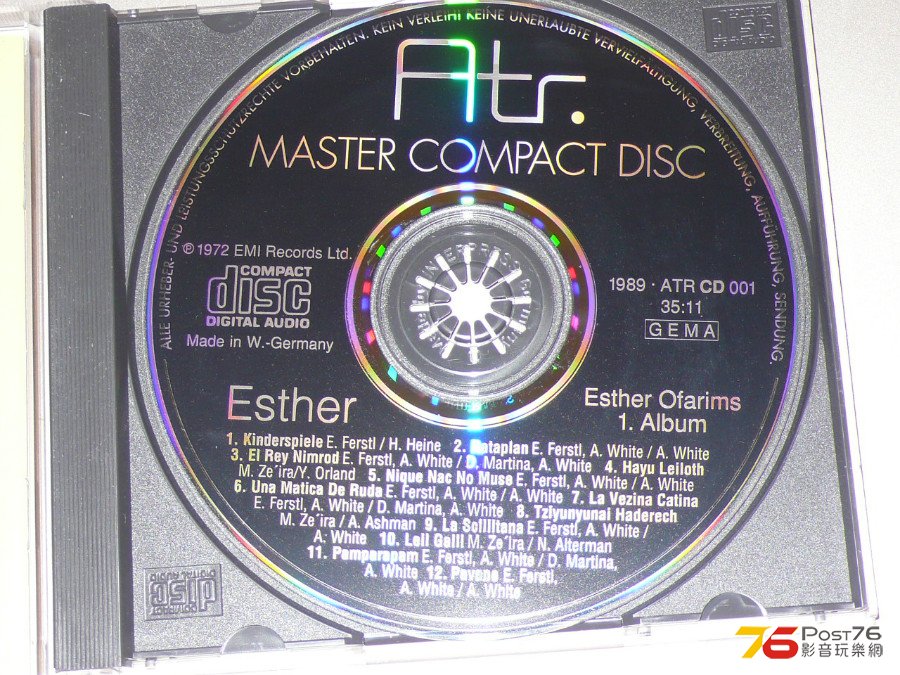 ALLE URHEBER- UND LEISTUNGSSCHUTZRECHTE VORBEHALTEN. KEIN VERLEIH! KEINE UNERLAUBTE VERVIELFÄLTIGUNG, VERBREITUNG, AUFFÜHRUNG, SENDUNG.
Atr.
MASTER COMPACT DISC
℗ 1972 EMI Records Ltd.
COMPACT
disc
DIGITAL AUDIO
Made in W.-Germany
1989 · ATR CD 001
35:11
GEMA
Esther
Esther Ofarims
1. Album
1. Kinderspiele E. Ferstl / H. Heine 2. Rataplan E. Ferstl, A. White / A. White
3. El Rey Nimrod E. Ferstl, A. White / D. Martina, A. White 4. Hayu Leiloth
M. Ze´ira/Y. Orland 5. Nique Nac No Muse E. Ferstl, A. White / A. White
6. Una Matica De Ruda E. Ferstl, A. White / A. White 7. La Vezina Catina
E. Ferstl, A. White / D. Martina, A. White 8. Tziyunyunai Haderech
M. Ze´ira / A. Ashman 9. La Sollitana E. Ferstl, A. White /
A. White 10. Leil Galil M. Ze´ira / N. Alterman
11. Pamparapam E. Ferstl, A. White / D. Martina,
A. White 12. Pavane E. Ferstl,
A. White / A. White
POST76
影音玩樂網